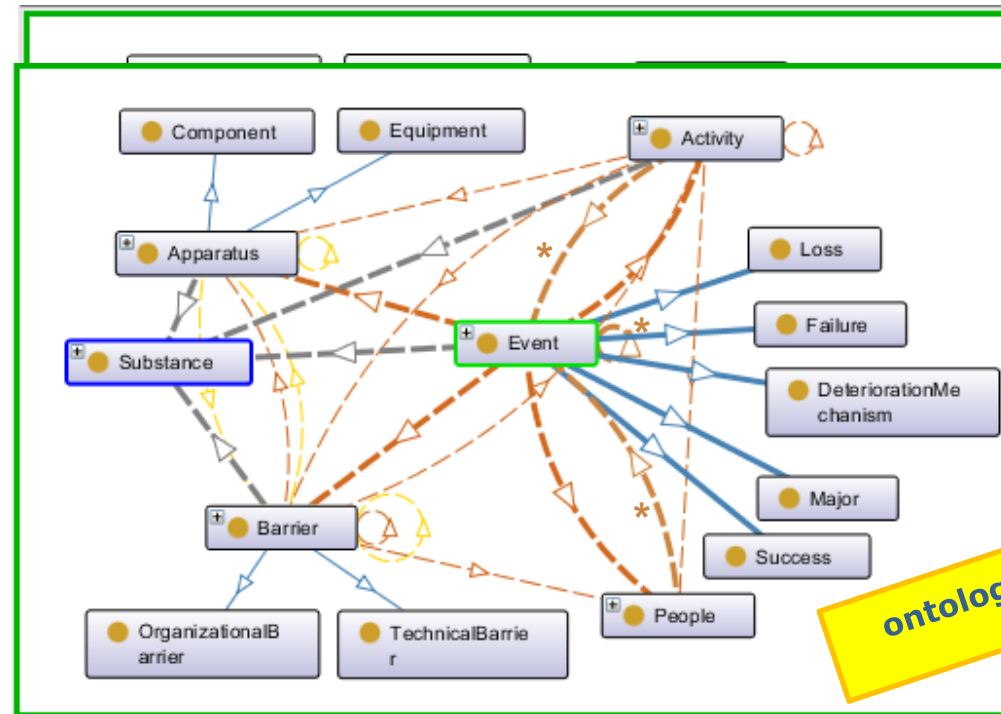 Component
Equipment
Activity
Apparatus
Loss
Event
Failure
Substance
DeteriorationMe
chanism
Major
Barrier
Success
OrganizationalB
arrier
TechnicalBarrie
r
People
*
*
*
ontolog